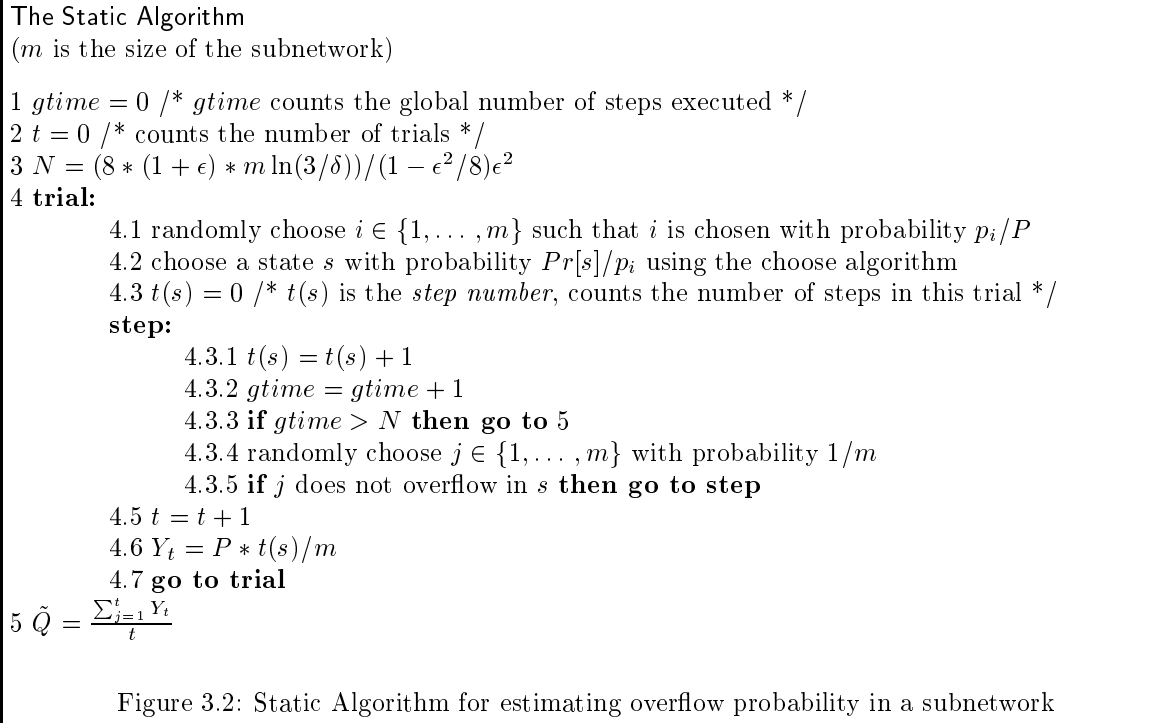 The Static Algorithm
(m is the size of the subnetwork)
1 gtime = 0 /* gtime counts the global number of steps executed */
2 t = 0 /* counts the number of trials */
3 N = (8 * (1 + ϵ) * m ln(3/δ))/(1 − ϵ²/8)ϵ²
4 trial:
4.1 randomly choose i ∈ {1, . . . , m} such that i is chosen with probability p_i/P
4.2 choose a state s with probability Pr[s]/p_i using the choose algorithm
4.3 t(s) = 0 /* t(s) is the step number, counts the number of steps in this trial */
step:
4.3.1 t(s) = t(s) + 1
4.3.2 gtime = gtime + 1
4.3.3 if gtime > N then go to 5
4.3.4 randomly choose j ∈ {1, . . . , m} with probability 1/m
4.3.5 if j does not overflow in s then go to step
4.5 t = t + 1
4.6 Y_t = P * t(s)/m
4.7 go to trial
5 Q̃ = \frac{\sum_{j=1}^{t} Y_t}{t}
Figure 3.2: Static Algorithm for estimating overflow probability in a subnetwork